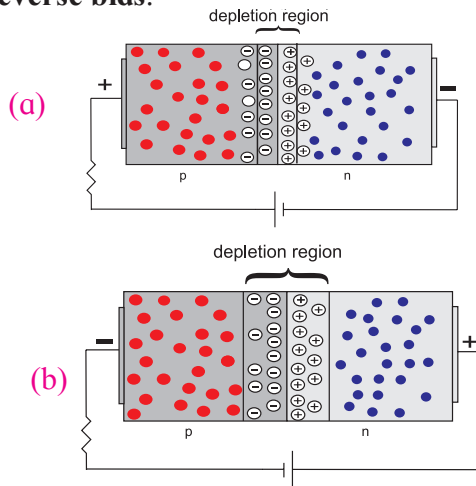 everse bias.
depletion region
+
−
(a)
p
n
depletion region
−
+
(b)
p
n